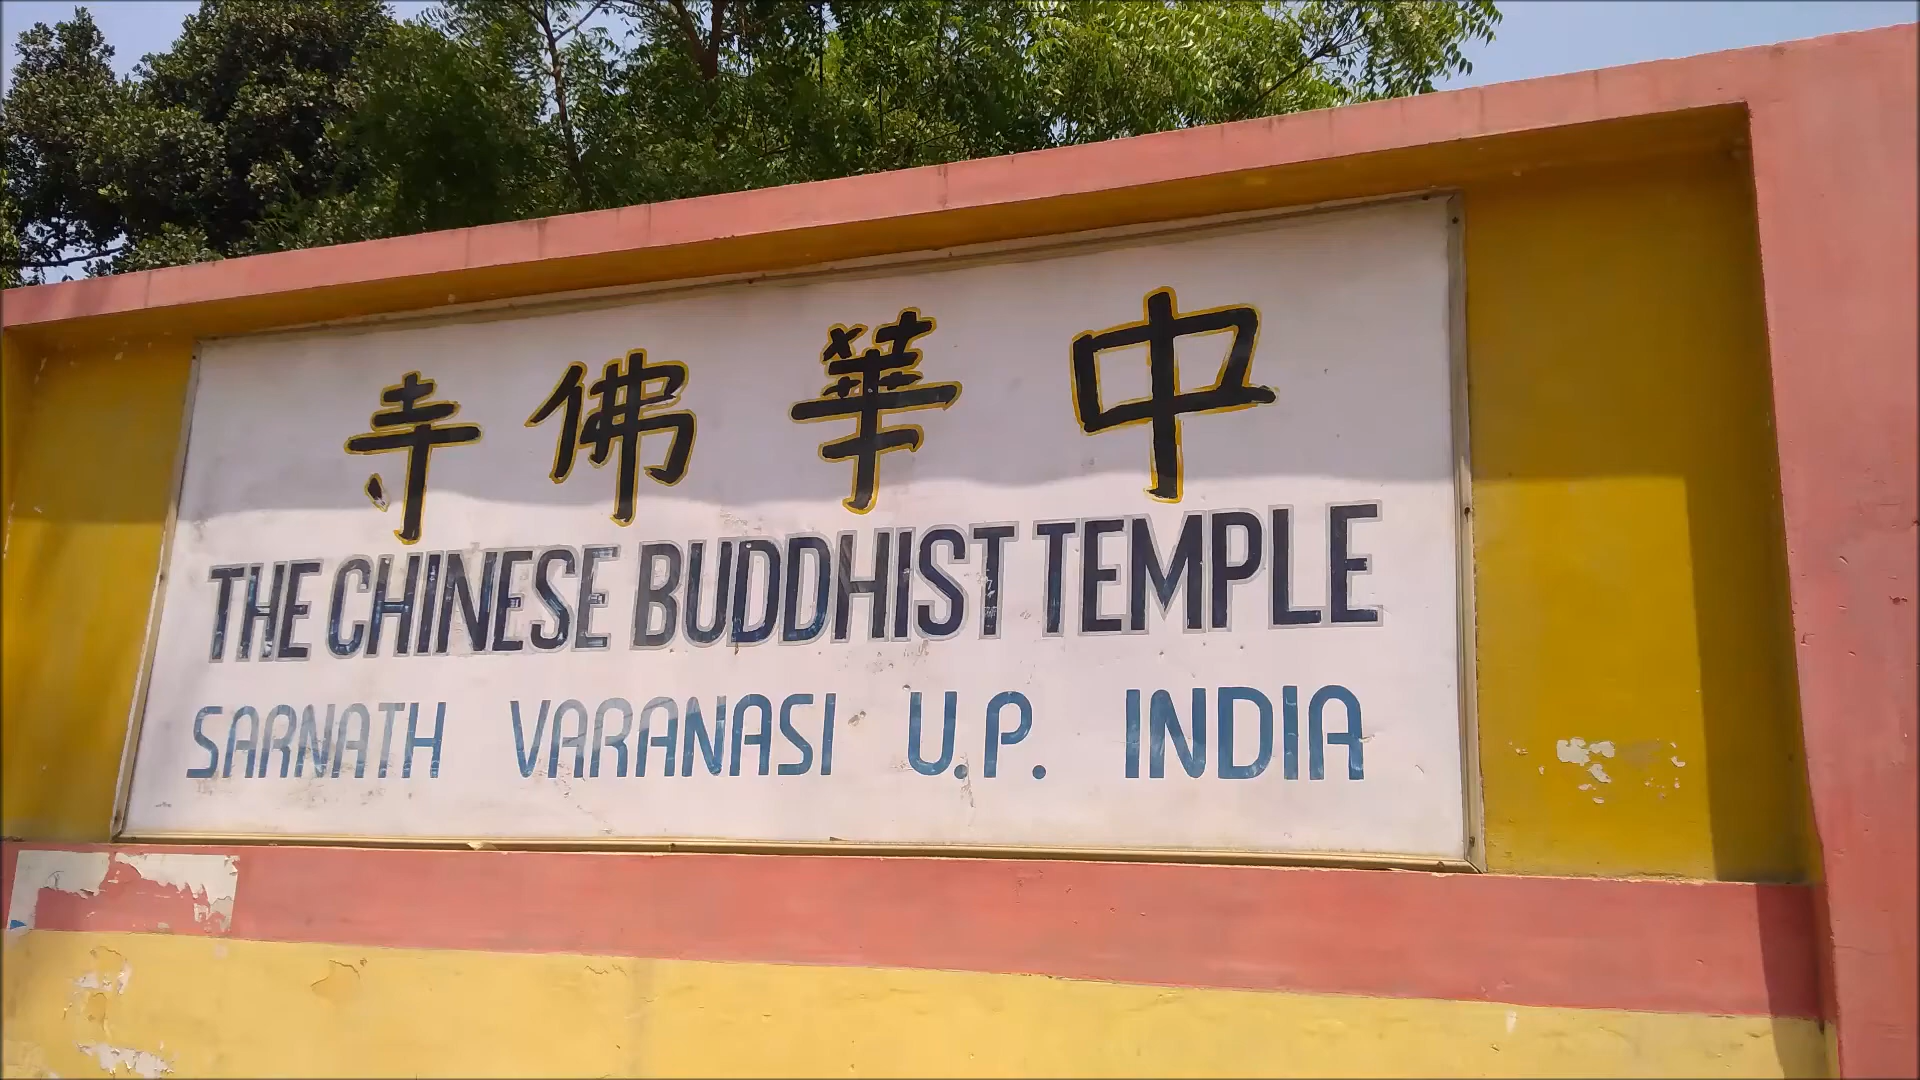 中華佛寺
THE CHINESE BUDDHIST TEMPLE
SARNATH VARANASI U.P. INDIA